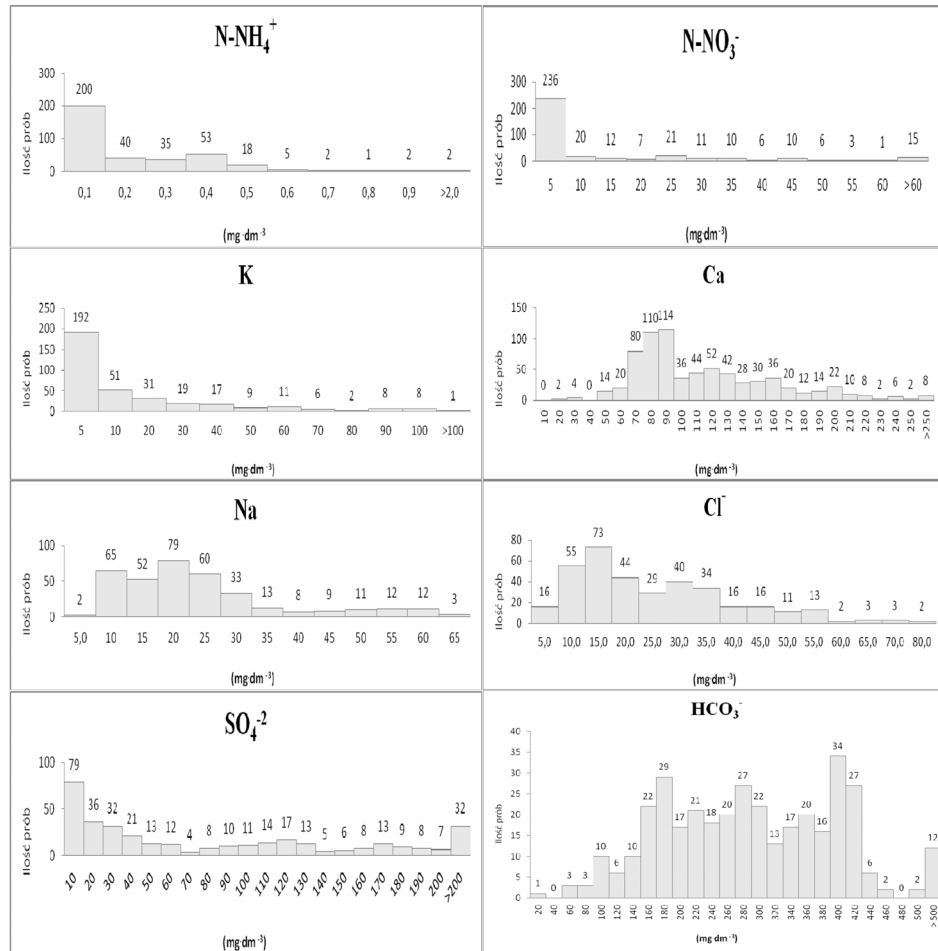 N-NH₄⁺
Ilość prób
300
200
100
0
200 40 35 53 18 5 2 1 2 2
0,1 0,2 0,3 0,4 0,5 0,6 0,7 0,8 0,9 >2,0
(mg·dm⁻³
N-NO₃⁻
Ilość prób
300
200
100
0
236 20 12 7 21 11 10 6 10 6 3 1 15
5 10 15 20 25 30 35 40 45 50 55 60 >60
(mg·dm⁻³)
K
Ilość prób
250
200
150
100
50
0
192 51 31 19 17 9 11 6 2 8 8 1
5 10 20 30 40 50 60 70 80 90 100 >100
(mg·dm⁻³)
Ca
Ilość prób
150
100
50
0
0 2 4 0 14 20 80 110 114 36 44 52 42 28 30 36 20 12 14 22 10 8 2 6 2 8
10 20 30 40 50 60 70 80 90 100 110 120 130 140 150 160 170 180 190 200 210 220 230 240 250 >250
(mg·dm⁻³)
Na
Ilość prób
100
50
0
2 65 52 79 60 33 13 8 9 11 12 12 3
5,0 10 15 20 25 30 35 40 45 50 55 60 65
(mg·dm⁻³)
Cl⁻
Ilość prób
80
60
40
20
0
16 55 73 44 29 40 34 16 16 11 13 2 3 3 2
5,0 10,0 15,0 20,0 25,0 30,0 35,0 40,0 45,0 50,0 55,0 60,0 65,0 70,0 80,0
(mg·dm⁻³)
SO₄⁻²
Ilość prób
100
50
0
79 36 32 21 13 12 4 8 10 11 14 17 13 5 6 8 13 9 8 7 32
10 20 30 40 50 60 70 80 90 100 110 120 130 140 150 160 170 180 190 200 >200
(mg·dm⁻³)
HCO₃⁻
Ilość prób
40
35
30
25
20
15
10
5
0
1 0 3 3 10 6 10 22 29 17 21 18 20 27 22 13 17 20 16 34 27 6 2 0 2 12
20 40 60 80 100 120 140 160 180 200 220 240 260 280 300 320 340 360 380 400 420 440 460 480 500 >500
(mg·dm⁻³)